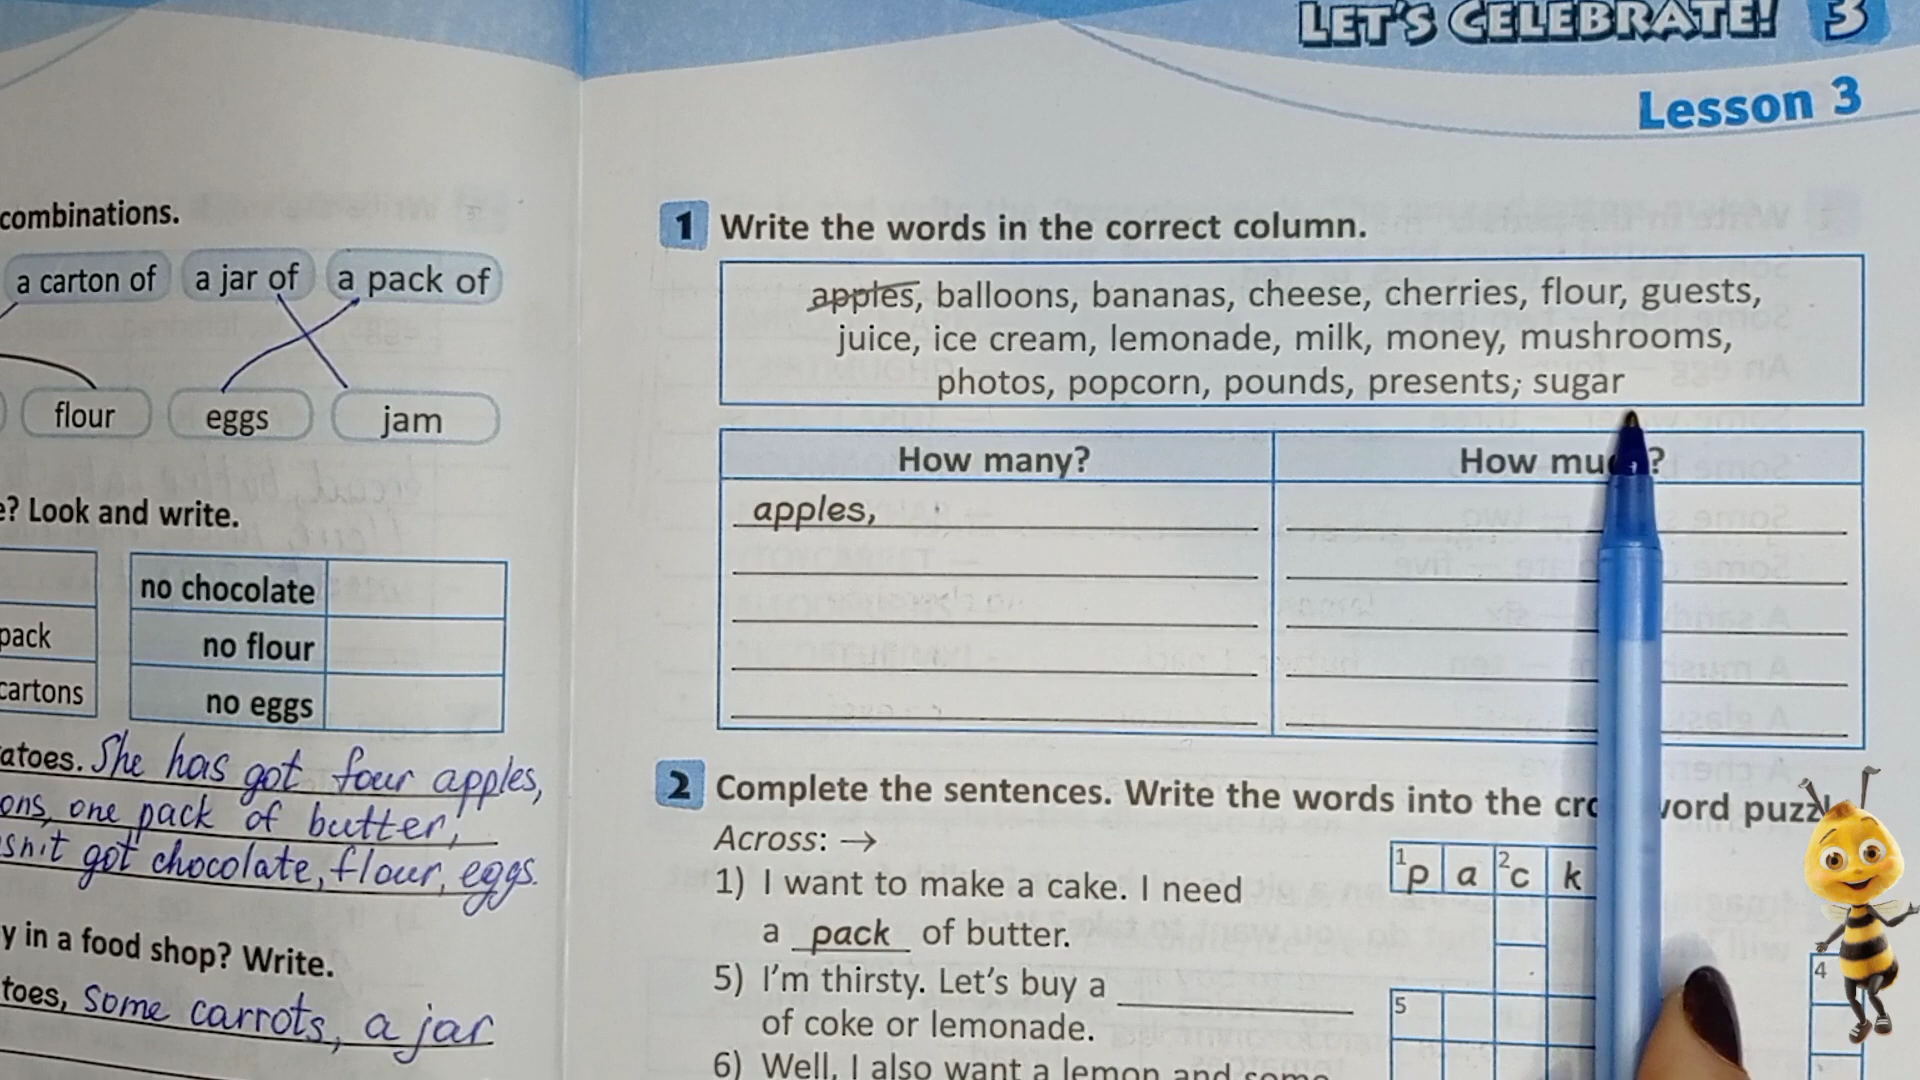 LET'S CELEBRATE! 3
Lesson 3
combinations.
a carton of a jar of a pack of
flour eggs jam
? Look and write.
no chocolate
pack no flour
cartons no eggs
atoes. She has got four apples,
ons, one pack of butter,
sn't got chocolate, flour, eggs.
y in a food shop? Write.
toes, some carrots, a jar
1 Write the words in the correct column.
apples, balloons, bananas, cheese, cherries, flour, guests,
juice, ice cream, lemonade, milk, money, mushrooms,
photos, popcorn, pounds, presents, sugar
How many? How much?
apples,
2 Complete the sentences. Write the words into the crossword puzzl
Across: →
1) I want to make a cake. I need
a pack of butter.
5) I'm thirsty. Let's buy a
of coke or lemonade.
6) Well, I also want a lemon and some
1 p a 2 c k
4
5